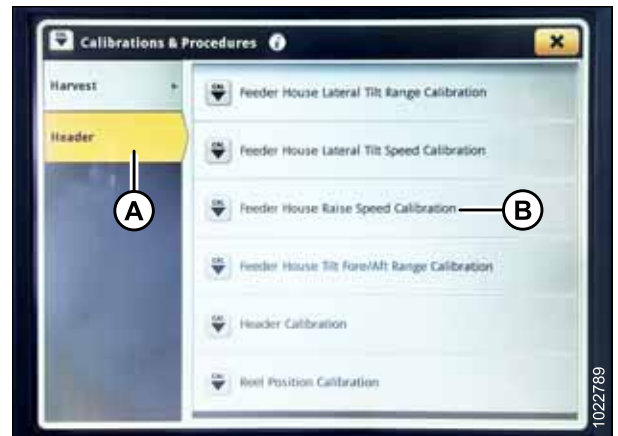 Calibrations & Procedures
Harvest
Feeder House Lateral Tilt Range Calibration
Header
Feeder House Lateral Tilt Speed Calibration
A
Feeder House Raise Speed Calibration
B
Feeder House Tilt Fore/Aft Range Calibration
Header Calibration
Reel Position Calibration
1022789